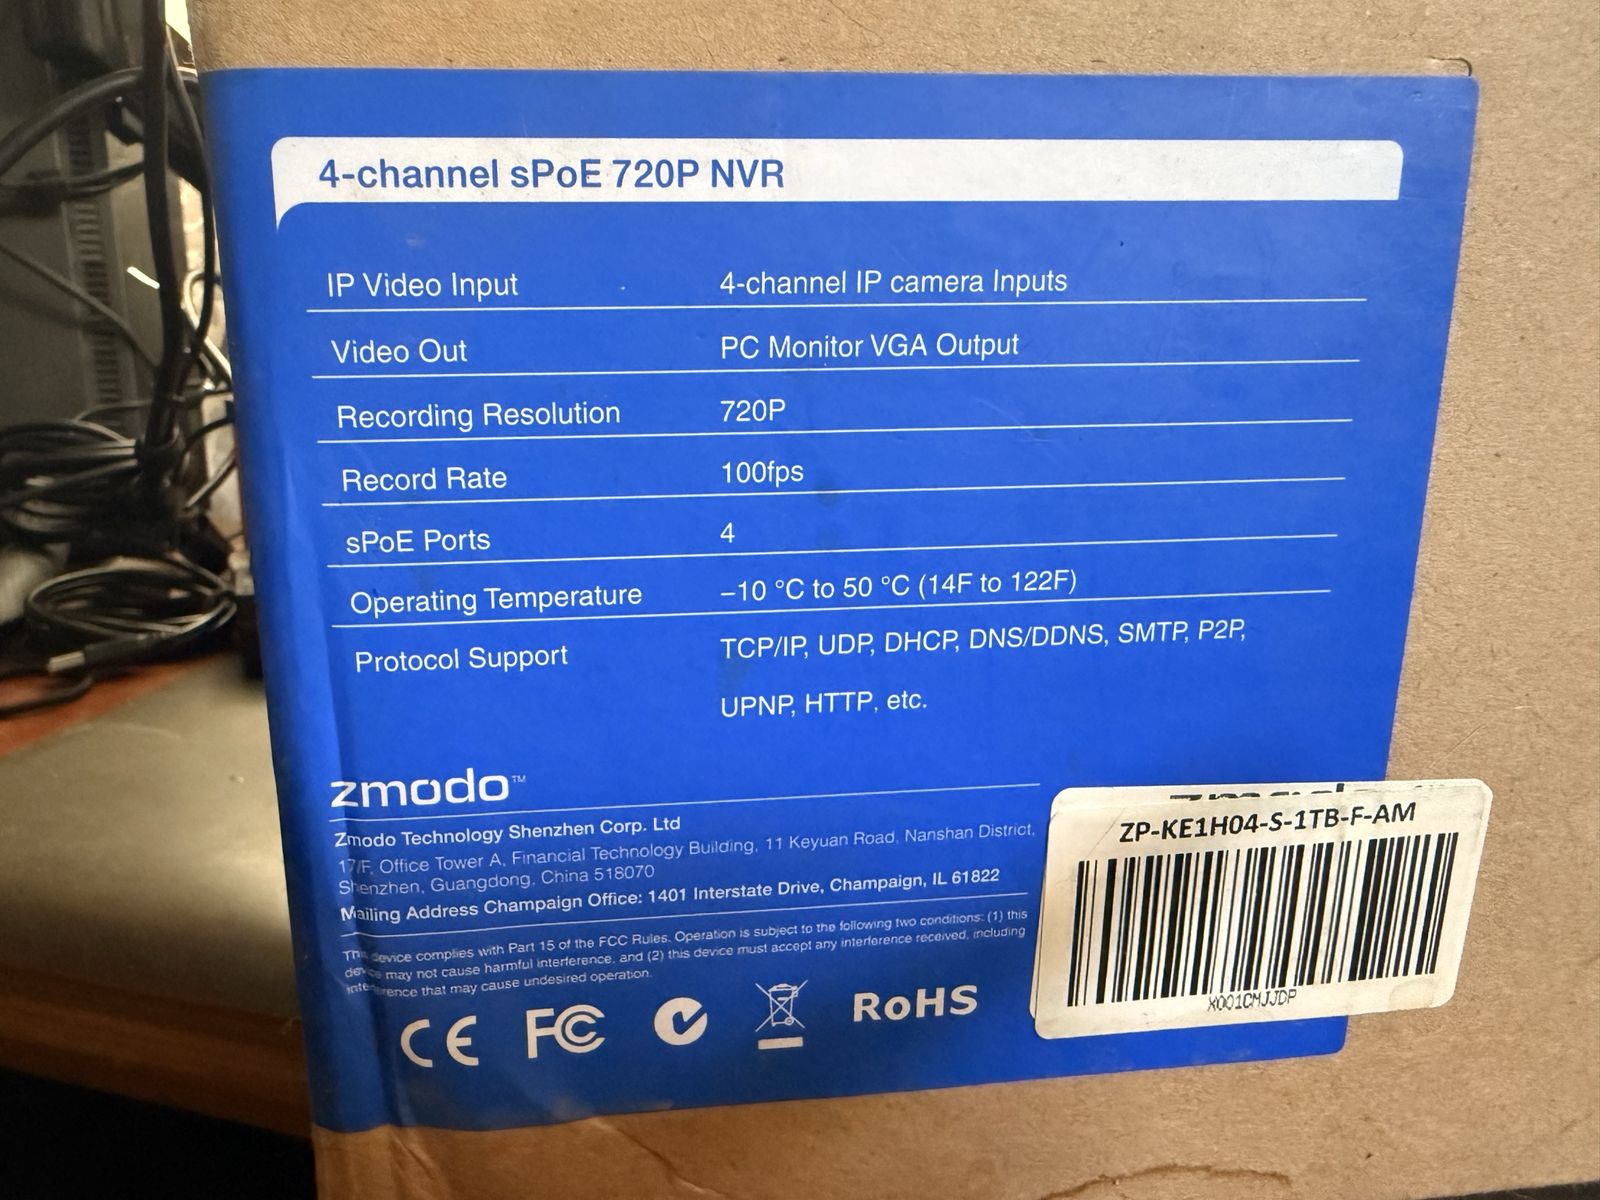 4-channel sPoE 720P NVR
IP Video Input 4-channel IP camera Inputs
Video Out PC Monitor VGA Output
Recording Resolution 720P
Record Rate 100fps
sPoE Ports 4
Operating Temperature –10 °C to 50 °C (14F to 122F)
Protocol Support TCP/IP, UDP, DHCP, DNS/DDNS, SMTP, P2P,
UPNP, HTTP, etc.
zmodo™
Zmodo Technology Shenzhen Corp. Ltd
17/F, Office Tower A, Financial Technology Building, 11 Keyuan Road, Nanshan District,
Shenzhen, Guangdong, China 518070
Mailing Address Champaign Office: 1401 Interstate Drive, Champaign, IL 61822
This device complies with Part 15 of the FCC Rules. Operation is subject to the following two conditions: (1) this
device may not cause harmful interference, and (2) this device must accept any interference received, including
interference that may cause undesired operation.
CE FC RoHS
ZP-KE1H04-S-1TB-F-AM
X001CMJJDP